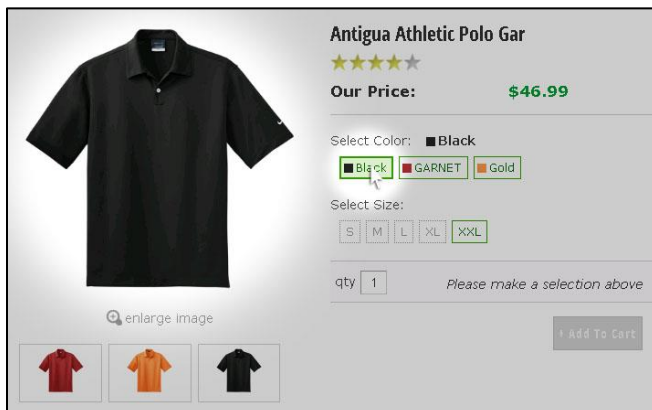 Antigua Athletic Polo Gar
Our Price: $46.99
Select Color: Black
Black GARNET Gold
Select Size:
S M L XL XXL
qty 1 Please make a selection above
enlarge image
+ Add To Cart